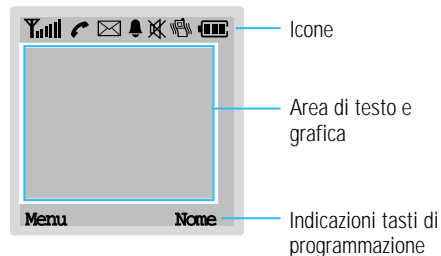 Icone
Area di testo e
grafica
Menu Nome
Indicazioni tasti di
programmazione